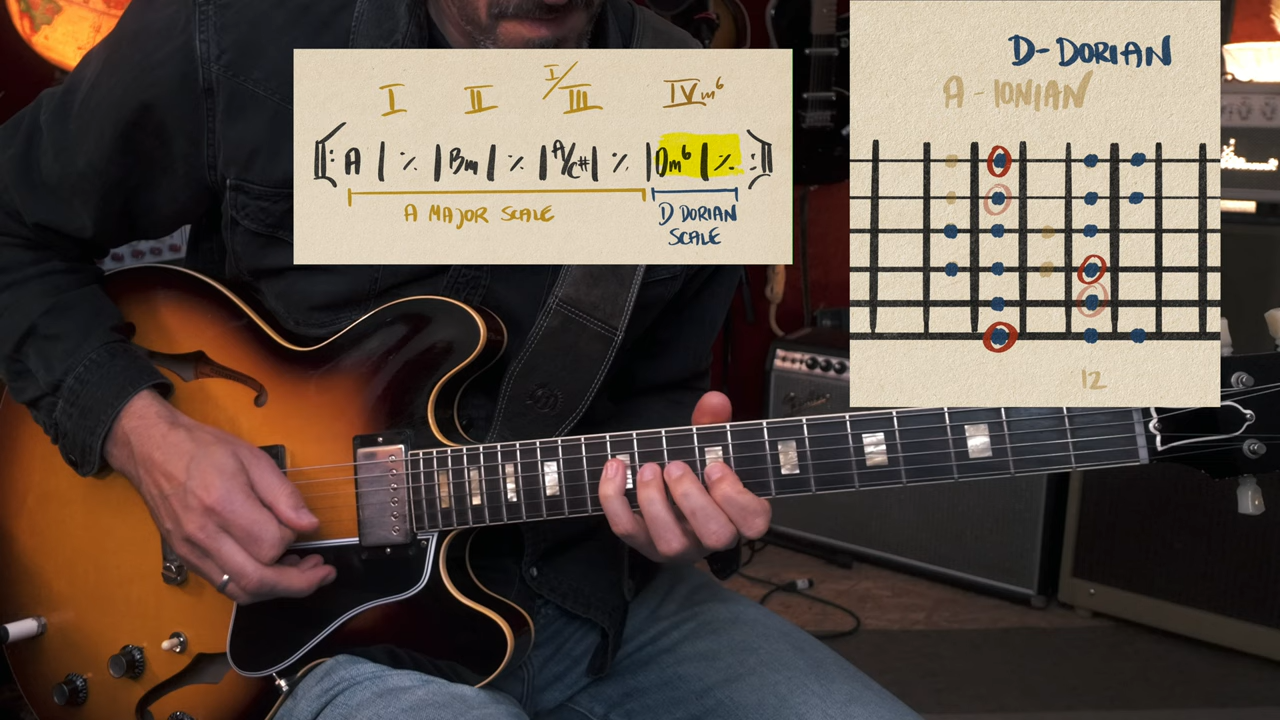 I II I/III IVm6
𝄆 A | ٪ | Bm | ٪ | A/C# | ٪ | Dm6 | ٪ 𝄇
A MAJOR SCALE
D DORIAN
SCALE
D-DORIAN
A - IONIAN
12